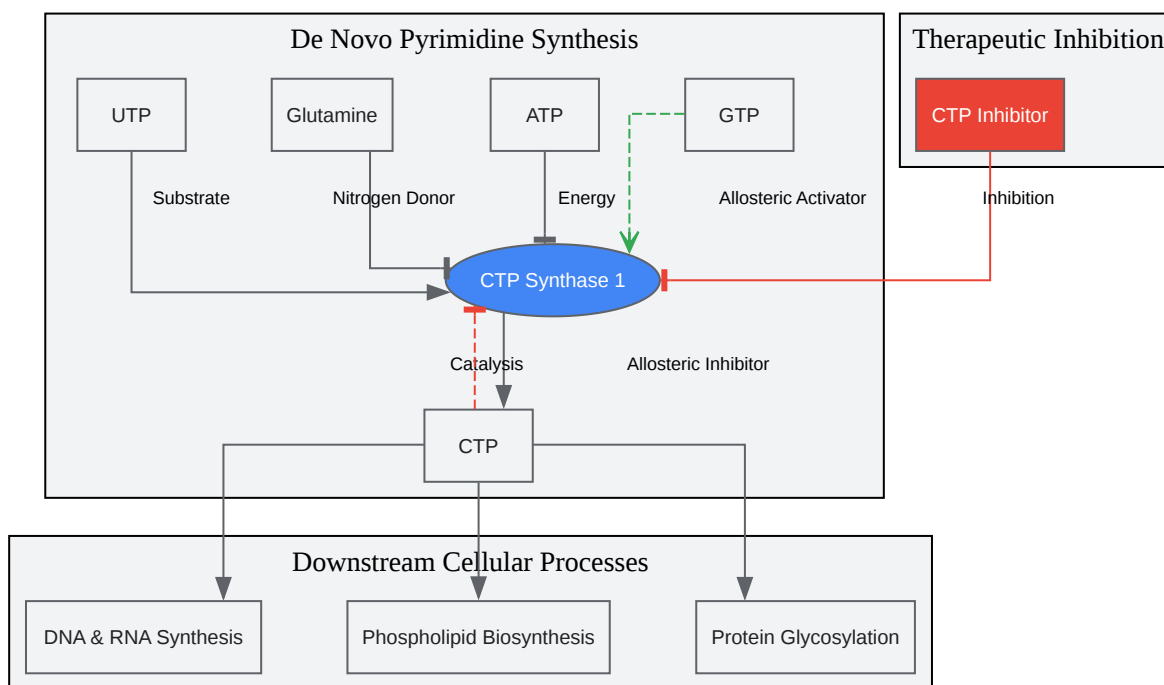 De Novo Pyrimidine Synthesis
Therapeutic Inhibition
UTP
Glutamine
ATP
GTP
CTP Inhibitor
Substrate
Nitrogen Donor
Energy
Allosteric Activator
Inhibition
CTP Synthase 1
Catalysis
Allosteric Inhibitor
CTP
Downstream Cellular Processes
DNA & RNA Synthesis
Phospholipid Biosynthesis
Protein Glycosylation